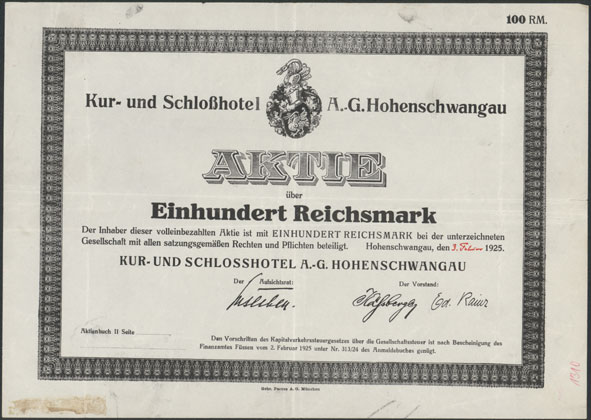 100 RM.
Kur- und Schloßhotel A.-G. Hohenschwangau
AKTIE
über
Einhundert Reichsmark
Der Inhaber dieser volleinbezahlten Aktie ist mit EINHUNDERT REICHSMARK bei der unterzeichneten
Gesellschaft mit allen satzungsgemäßen Rechten und Pflichten beteiligt. Hohenschwangau, den 3. 1925.
KUR- UND SCHLOSSHOTEL A.-G. HOHENSCHWANGAU
Der Aufsichtsrat: Der Vorstand:
Aktienbuch II Seite
Den Vorschriften des Kapitalverkehrsteuergesetzes über die Gesellschaftsteuer ist nach Bescheinigung des
Finanzamtes Füssen vom 2. Februar 1925 unter Nr. 313/24 des Anmeldebuches genügt.
Gebr. Parcus A. G. München